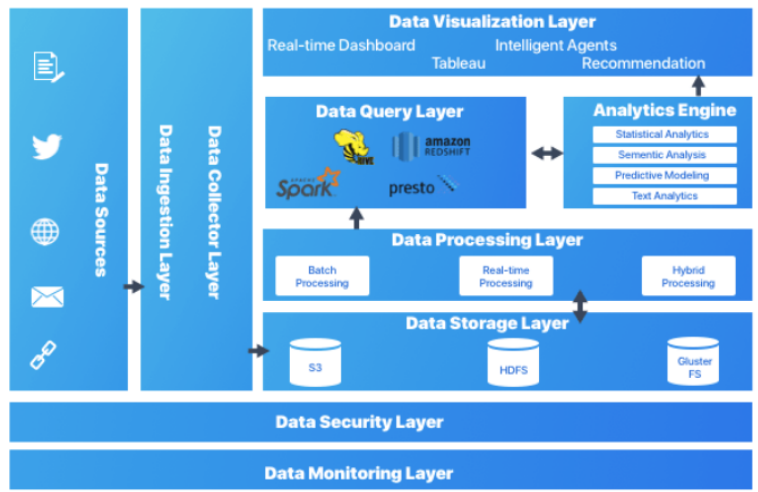 Data Sources
Data Ingestion Layer
Data Collector Layer
Data Visualization Layer
Real-time Dashboard
Intelligent Agents
Tableau
Recommendation
Data Query Layer
HIVE
amazon
REDSHIFT
APACHE
Spark
presto
Analytics Engine
Statistical Analytics
Sementic Analysis
Predictive Modeling
Text Analytics
Data Processing Layer
Batch
Processing
Real-time
Processing
Hybrid
Processing
Data Storage Layer
S3
HDFS
Gluster
FS
Data Security Layer
Data Monitoring Layer